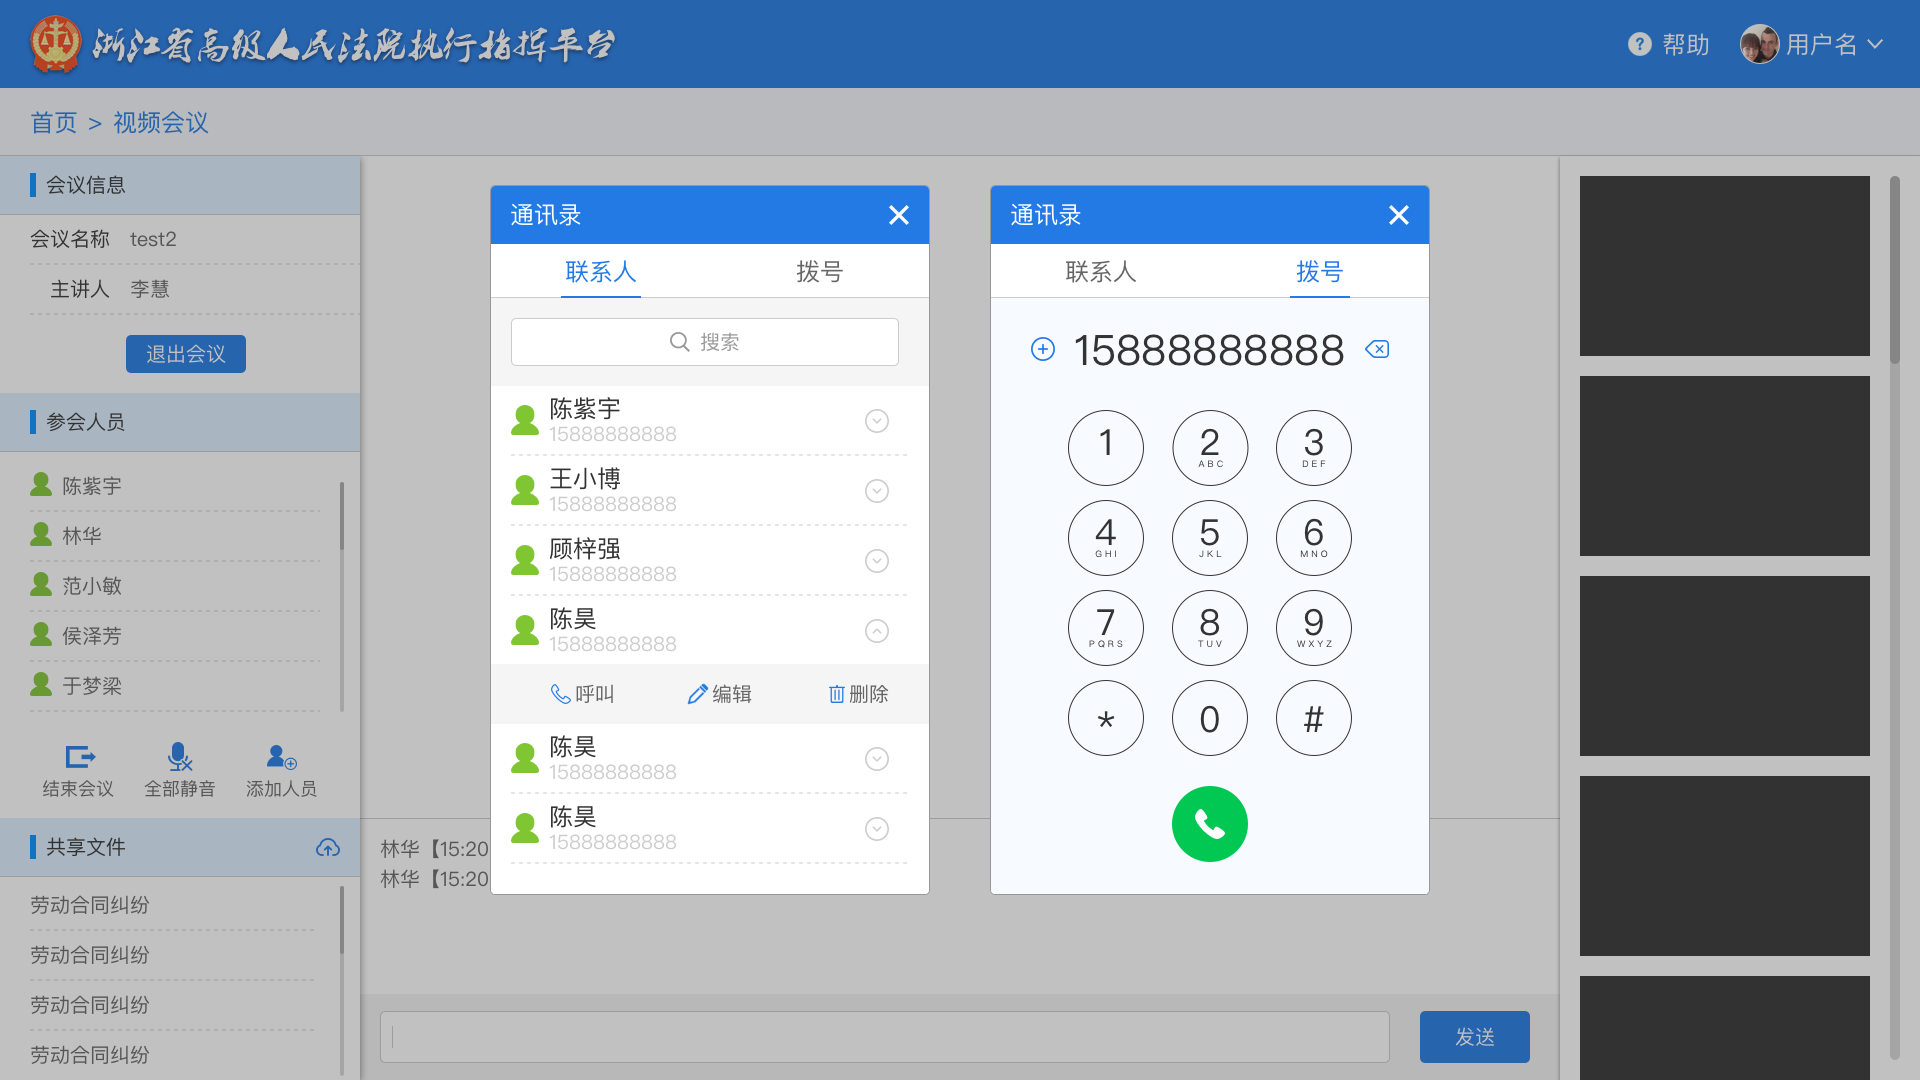 浙江省高级人民法院执行指挥平台
? 帮助
用户名
首页 > 视频会议
会议信息
会议名称 test2
主讲人 李慧
退出会议
参会人员
陈紫宇
林华
范小敏
侯泽芳
于梦梁
结束会议 全部静音 添加人员
共享文件
劳动合同纠纷
劳动合同纠纷
劳动合同纠纷
劳动合同纠纷
林华【15:20
林华【15:20
发送
通讯录
联系人 拨号
搜索
陈紫宇
15888888888
王小博
15888888888
顾梓强
15888888888
陈昊
15888888888
呼叫 编辑 删除
陈昊
15888888888
陈昊
15888888888
通讯录
联系人 拨号
15888888888
1 2 3
ABC DEF
4 5 6
GHI JKL MNO
7 8 9
PQRS TUV WXYZ
* 0 #